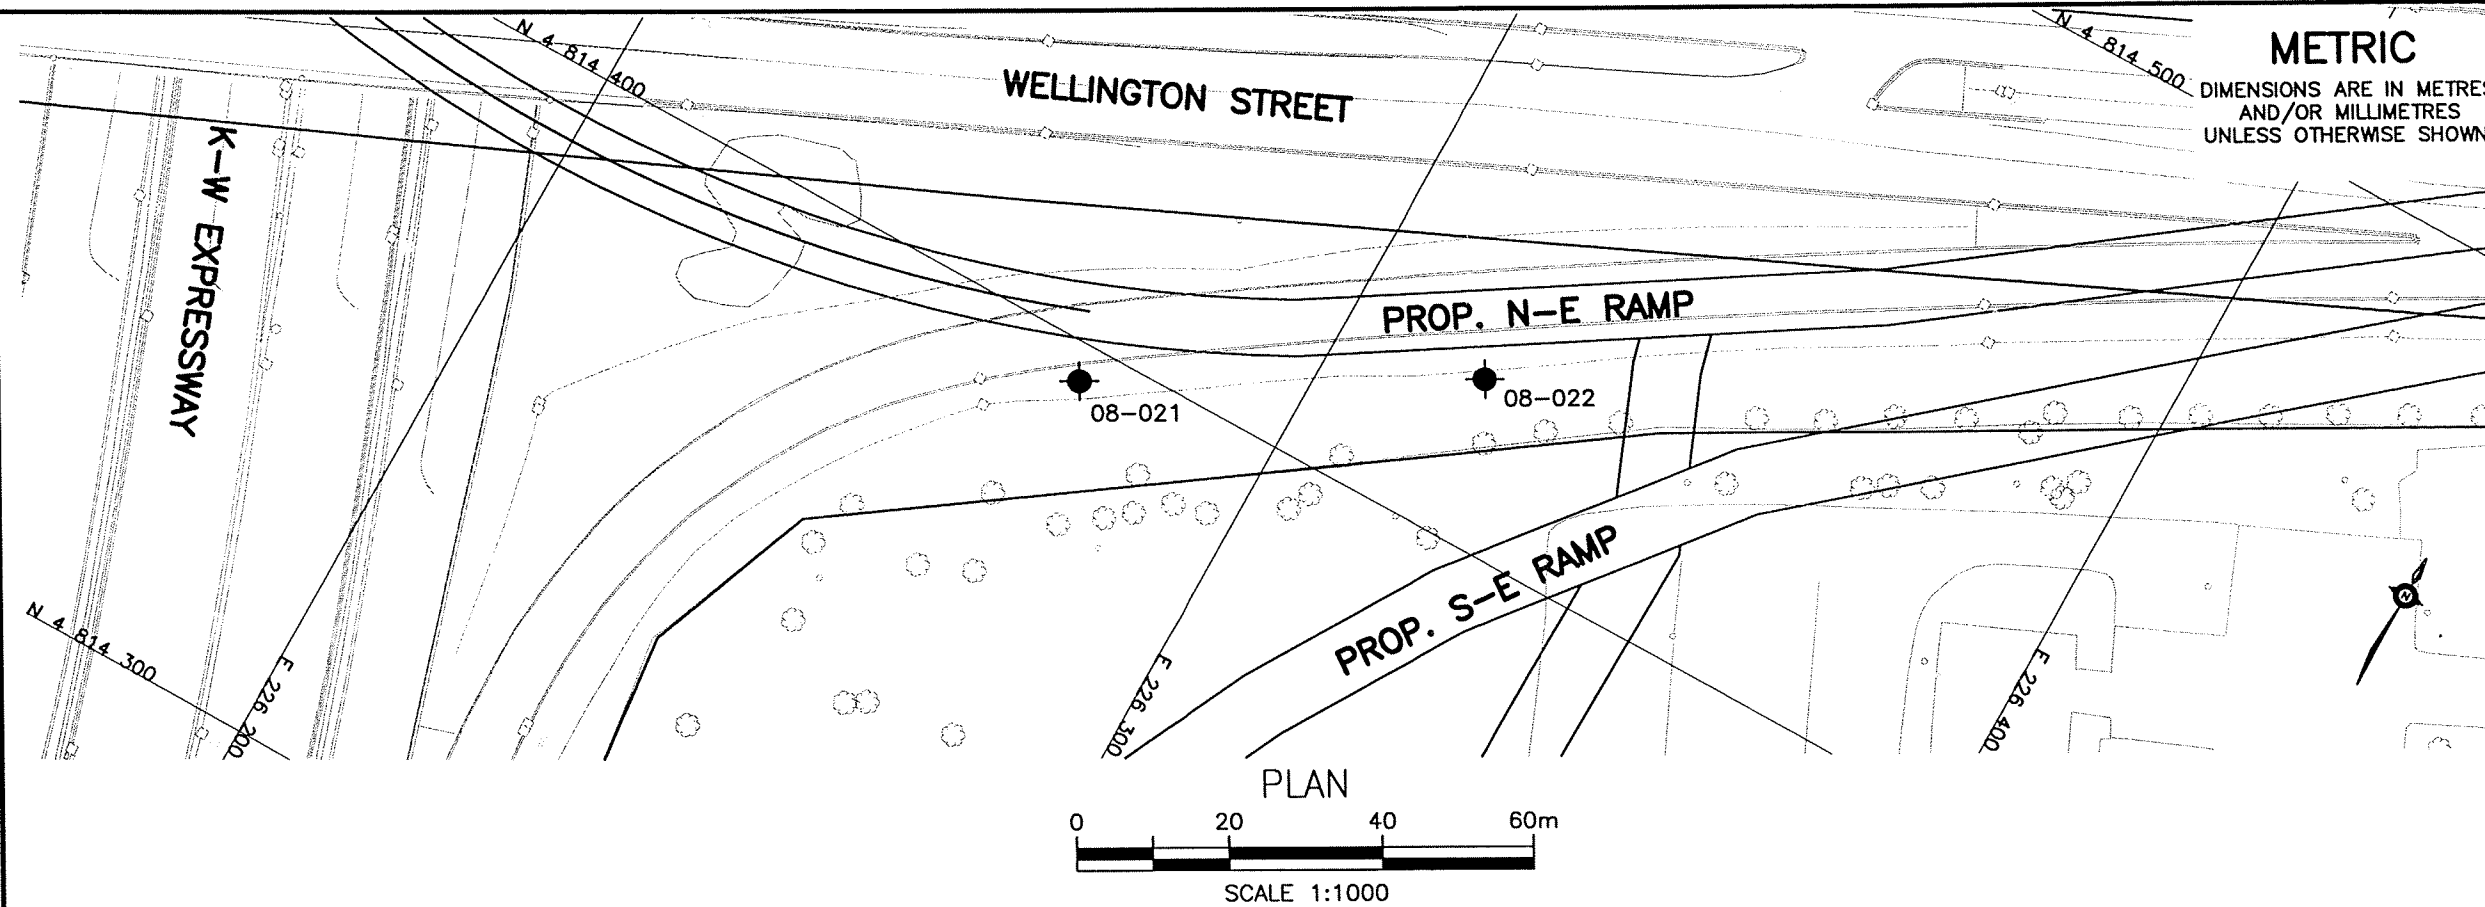 N 4 814 400
WELLINGTON STREET
N 4 814 500
METRIC
DIMENSIONS ARE IN METRES
AND/OR MILLIMETRES
UNLESS OTHERWISE SHOWN
K-W EXPRESSWAY
PROP. N-E RAMP
08-021
08-022
PROP. S-E RAMP
N 4 814 300
E 226 200
E 226 300
E 226 400
N
PLAN
0 20 40 60m
SCALE 1:1000